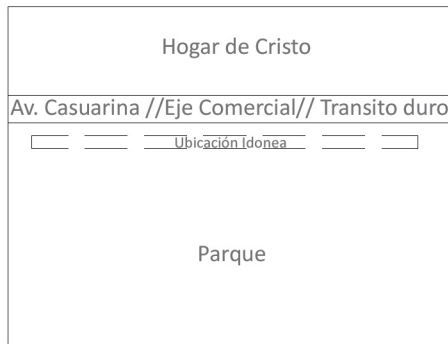 Hogar de Cristo
Av. Casuarina //Eje Comercial// Transito duro
Ubicación Idonea
Parque